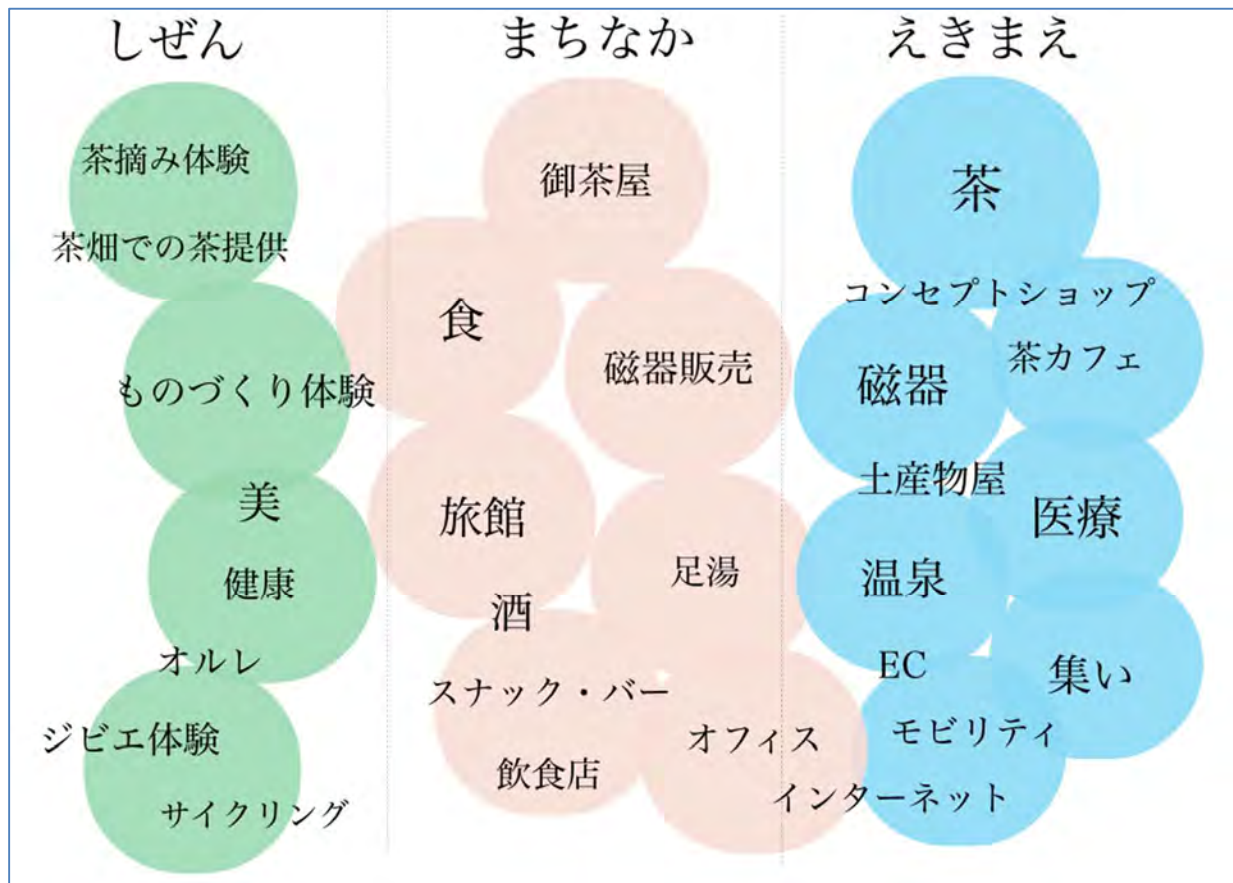 しぜん
茶摘み体験
茶畑での茶提供
ものづくり体験
美
健康
オルレ
ジビエ体験
サイクリング
まちなか
御茶屋
食
磁器販売
旅館
足湯
酒
スナック・バー
飲食店
オフィス
えきまえ
茶
コンセプトショップ
茶カフェ
磁器
土産物屋
医療
温泉
EC
集い
モビリティ
インターネット